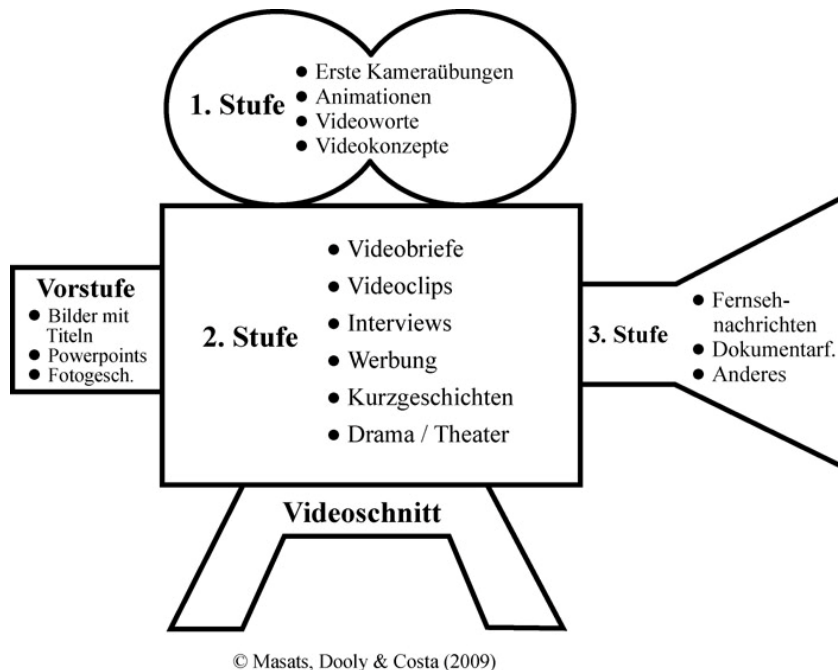 1. Stufe
● Erste Kameraübungen
● Animationen
● Videoworte
● Videokonzepte
Vorstufe
● Bilder mit
Titeln
● Powerpoints
● Fotogesch.
2. Stufe
● Videobriefe
● Videoclips
● Interviews
● Werbung
● Kurzgeschichten
● Drama / Theater
3. Stufe
● Fernseh-
nachrichten
● Dokumentarf.
● Anderes
Videoschnitt
© Masats, Dooly & Costa (2009)